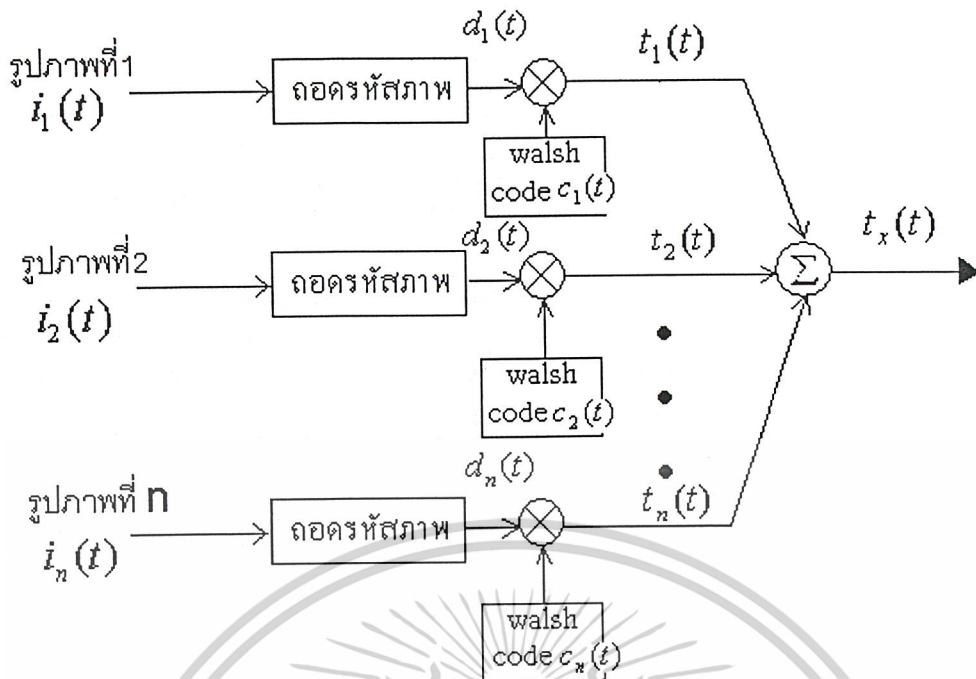 d₁(t)
t₁(t)
รูปภาพที่1
i₁(t)
ถอดรหัสภาพ
walsh
code c₁(t)
d₂(t)
t₂(t)
tₓ(t)
รูปภาพที่2
i₂(t)
ถอดรหัสภาพ
Σ
walsh
code c₂(t)
dₙ(t)
รูปภาพที่ n
iₙ(t)
ถอดรหัสภาพ
tₙ(t)
walsh
code cₙ(t)